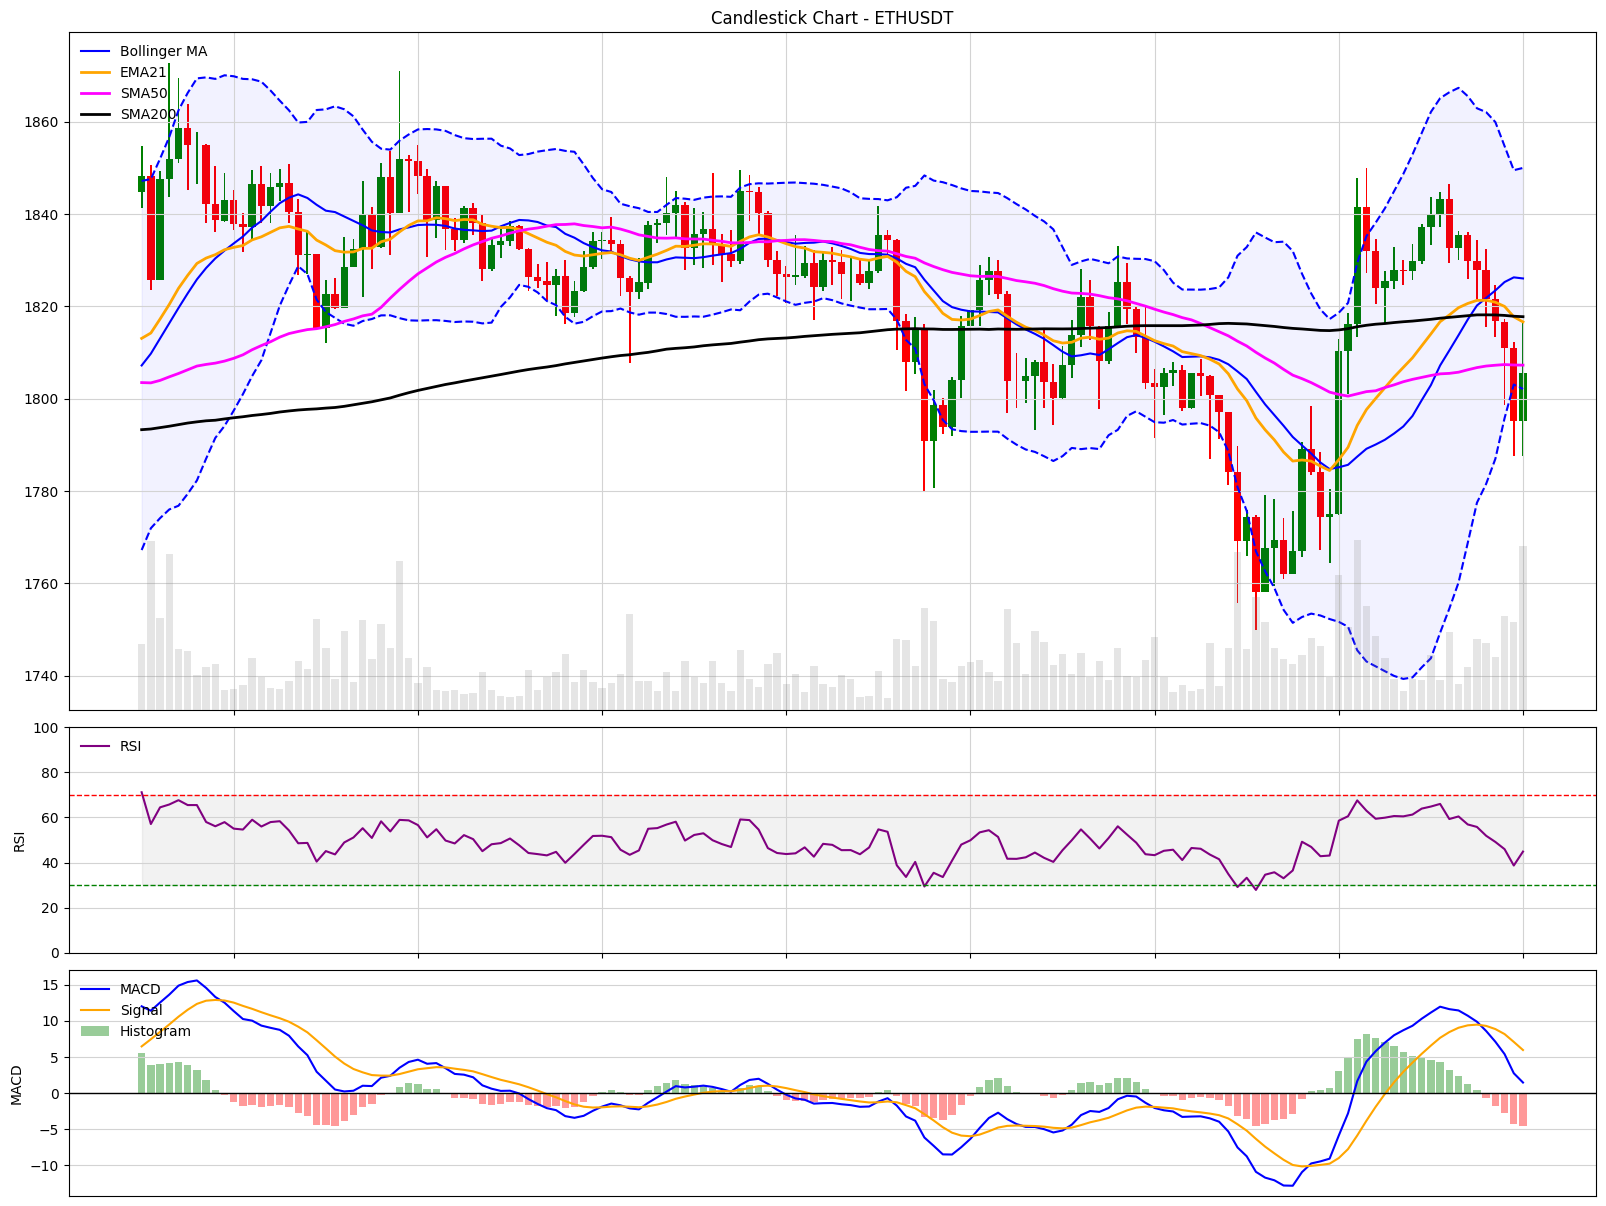 Candlestick Chart - ETHUSDT
Bollinger MA
EMA21
SMA50
SMA200
1860
1840
1820
1800
1780
1760
1740
RSI
100
80
60
40
20
0
RSI
MACD
Signal
Histogram
15
10
5
0
−5
−10
MACD